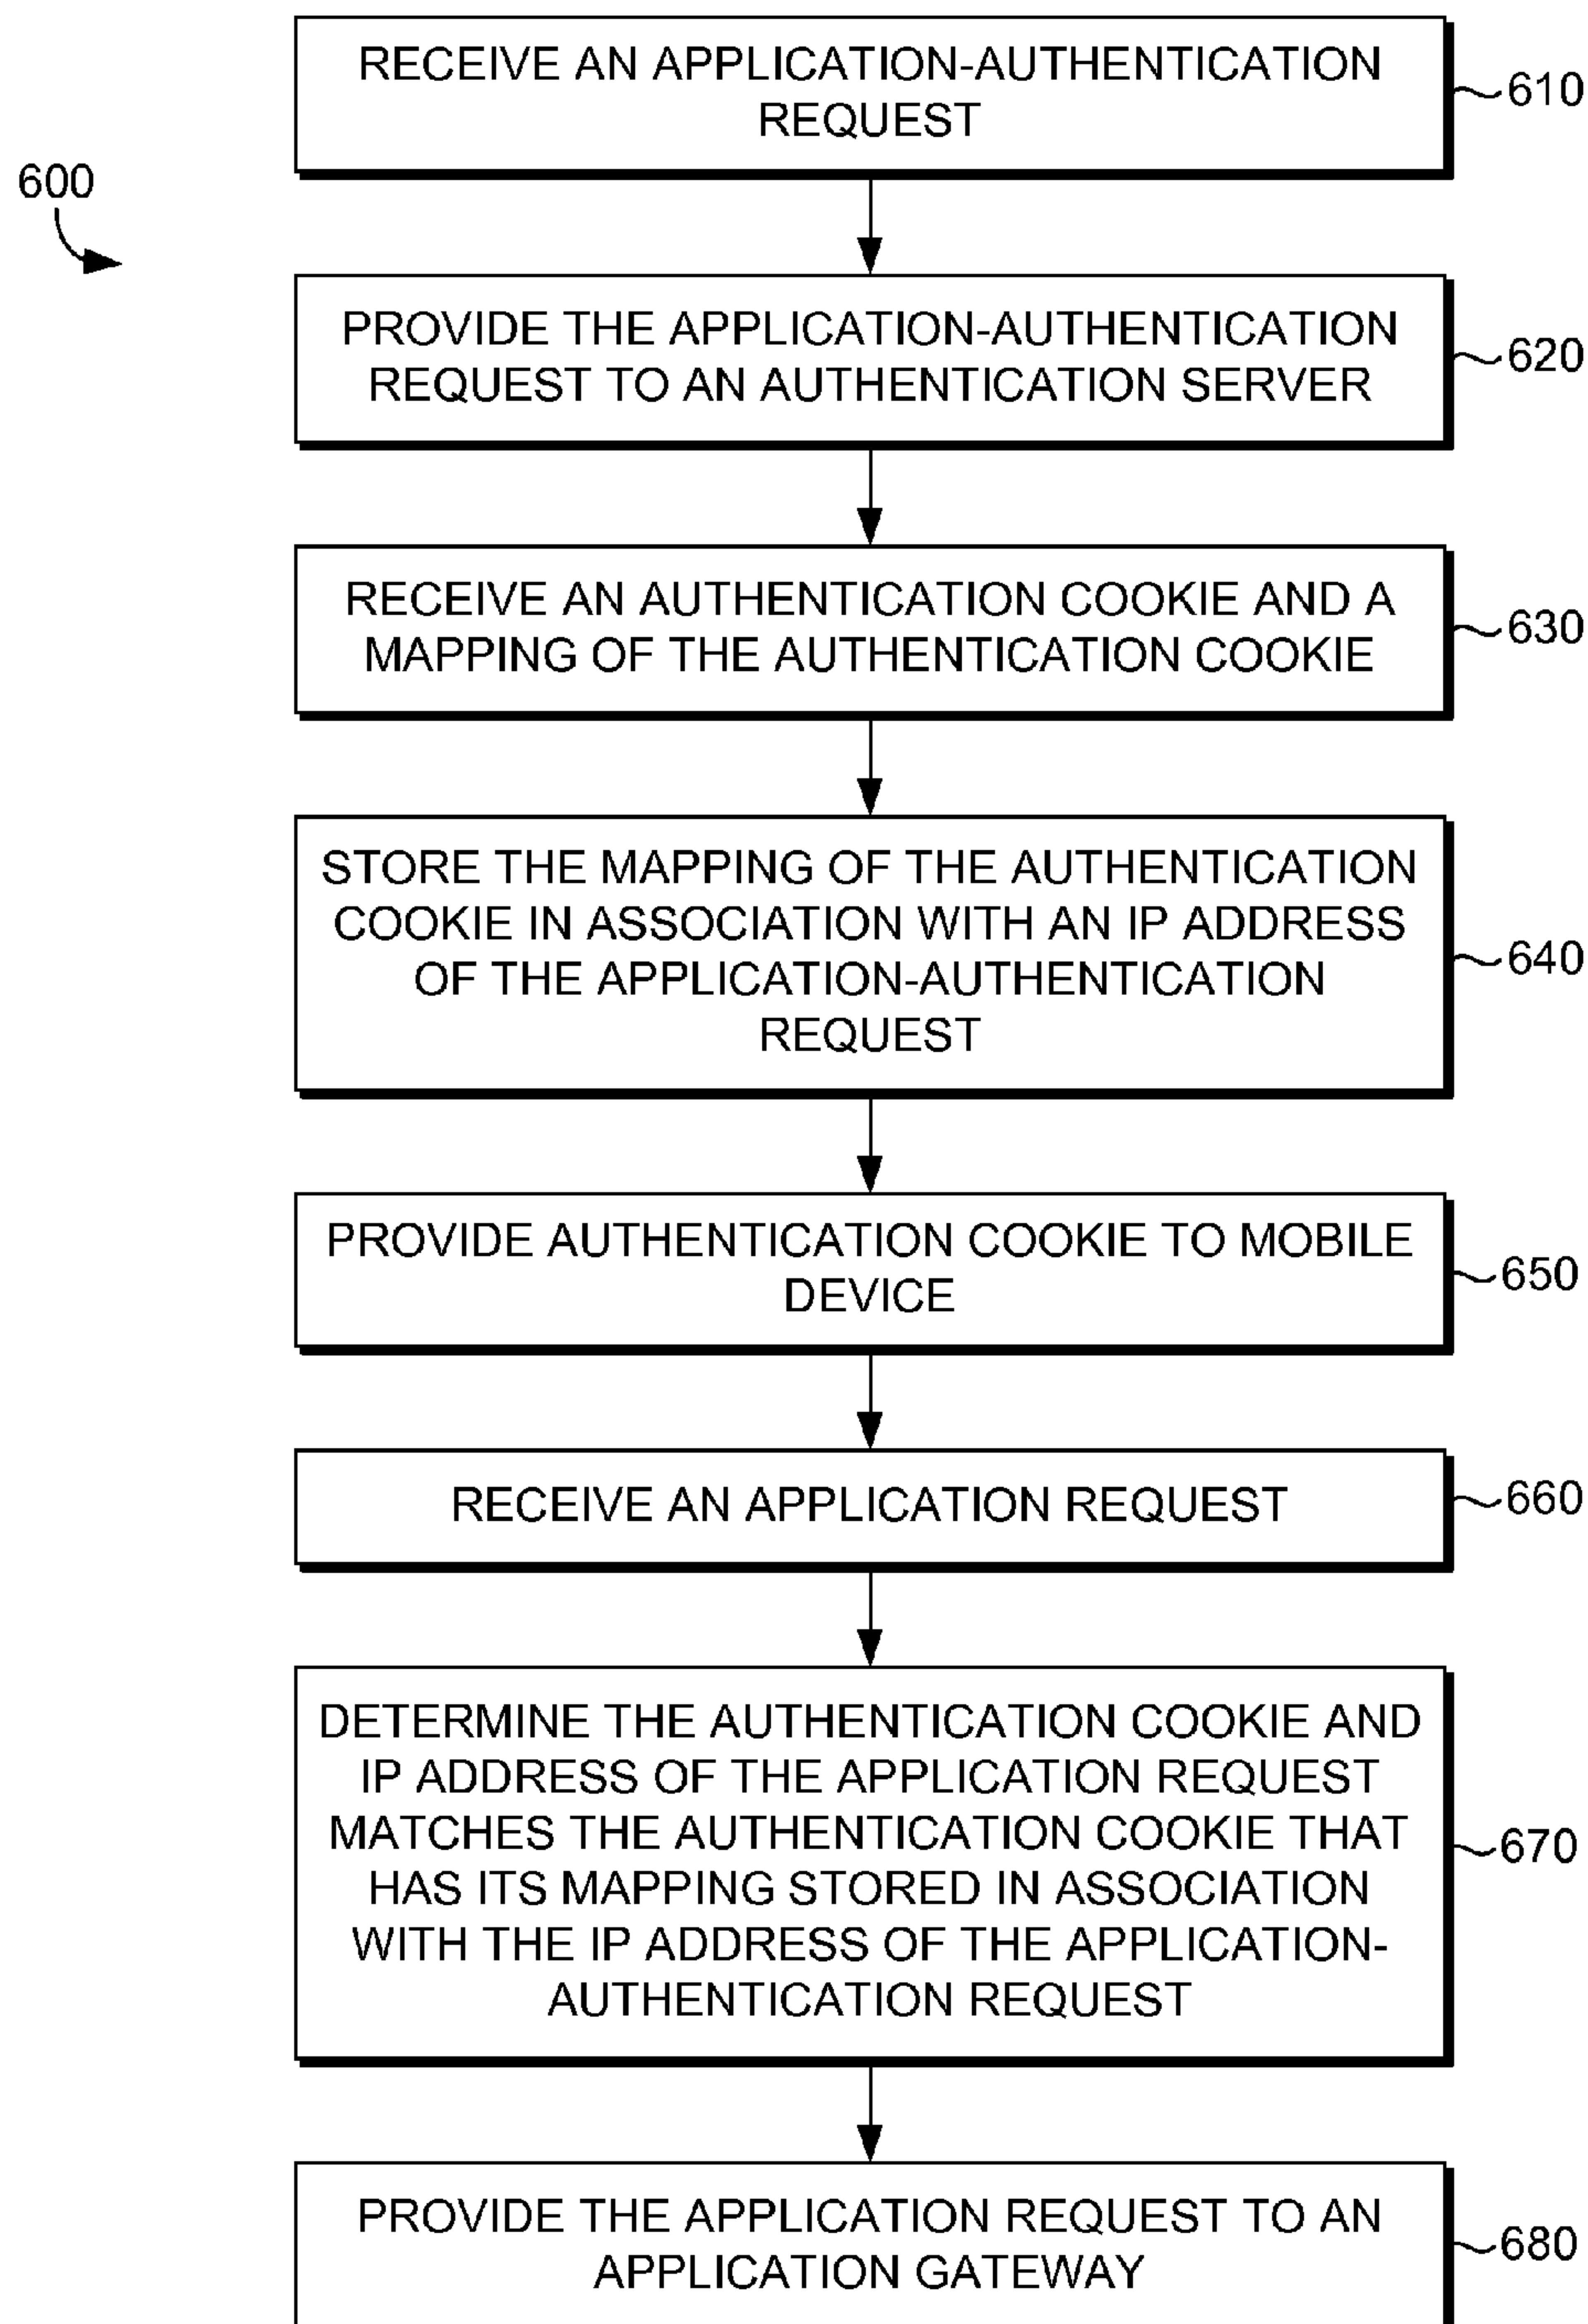 RECEIVE AN APPLICATION-AUTHENTICATION
REQUEST
610
600
PROVIDE THE APPLICATION-AUTHENTICATION
REQUEST TO AN AUTHENTICATION SERVER
620
RECEIVE AN AUTHENTICATION COOKIE AND A
MAPPING OF THE AUTHENTICATION COOKIE
630
STORE THE MAPPING OF THE AUTHENTICATION
COOKIE IN ASSOCIATION WITH AN IP ADDRESS
OF THE APPLICATION-AUTHENTICATION
REQUEST
640
PROVIDE AUTHENTICATION COOKIE TO MOBILE
DEVICE
650
RECEIVE AN APPLICATION REQUEST
660
DETERMINE THE AUTHENTICATION COOKIE AND
IP ADDRESS OF THE APPLICATION REQUEST
MATCHES THE AUTHENTICATION COOKIE THAT
HAS ITS MAPPING STORED IN ASSOCIATION
WITH THE IP ADDRESS OF THE APPLICATION-
AUTHENTICATION REQUEST
670
PROVIDE THE APPLICATION REQUEST TO AN
APPLICATION GATEWAY
680